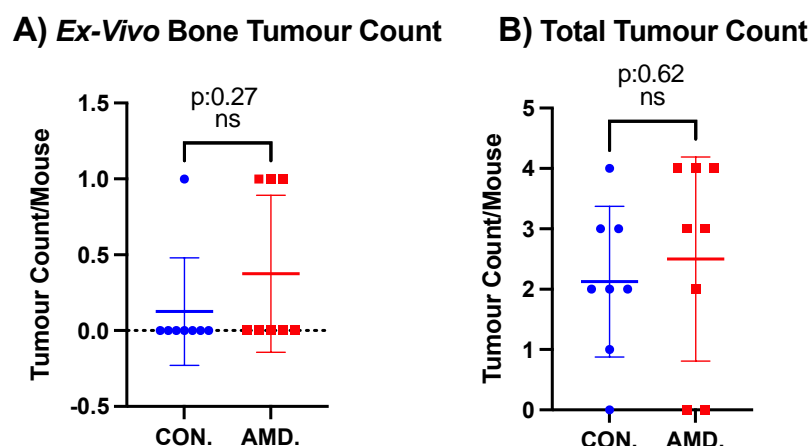 A) Ex-Vivo Bone Tumour Count
p:0.27
ns
Tumour Count/Mouse
1.5
1.0
0.5
0.0
-0.5
CON.
AMD.
B) Total Tumour Count
p:0.62
ns
Tumour Count/Mouse
5
4
3
2
1
0
CON.
AMD.